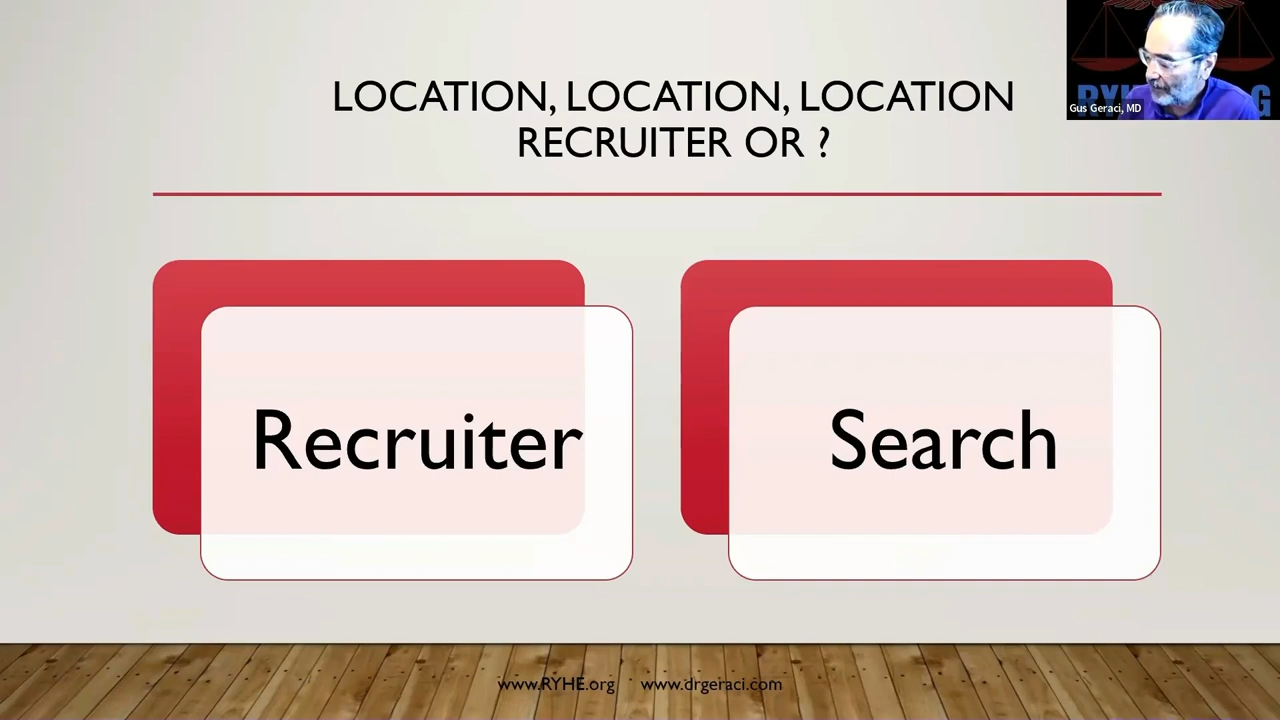 LOCATION, LOCATION, LOCATION
RECRUITER OR ?
Gus Geraci, MD
Recruiter
Search
www.RYHE.org www.drgeraci.com